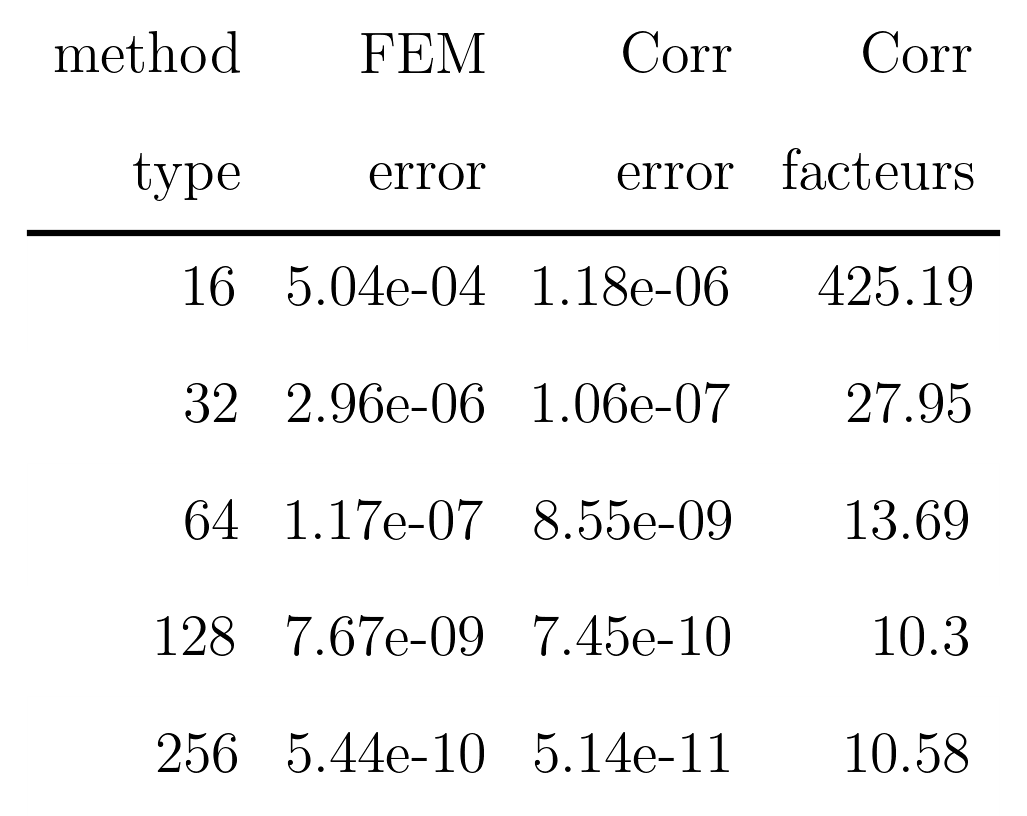 method FEM Corr Corr
type error error facteurs
16 5.04e-04 1.18e-06 425.19
32 2.96e-06 1.06e-07 27.95
64 1.17e-07 8.55e-09 13.69
128 7.67e-09 7.45e-10 10.3
256 5.44e-10 5.14e-11 10.58